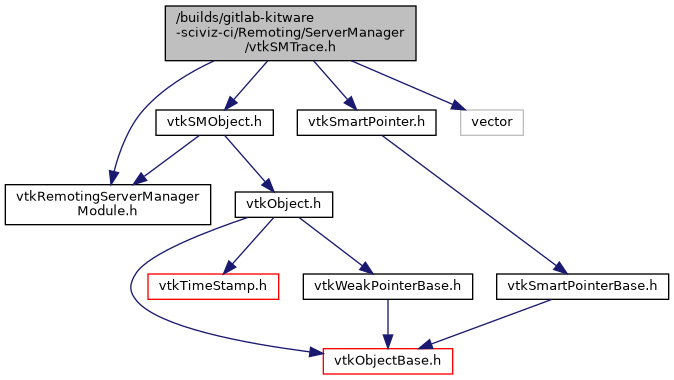 /builds/gitlab-kitware
-sciviz-ci/Remoting/ServerManager
/vtkSMTrace.h
vtkSMObject.h
vtkSmartPointer.h
vector
vtkRemotingServerManager
Module.h
vtkObject.h
vtkTimeStamp.h
vtkWeakPointerBase.h
vtkSmartPointerBase.h
vtkObjectBase.h